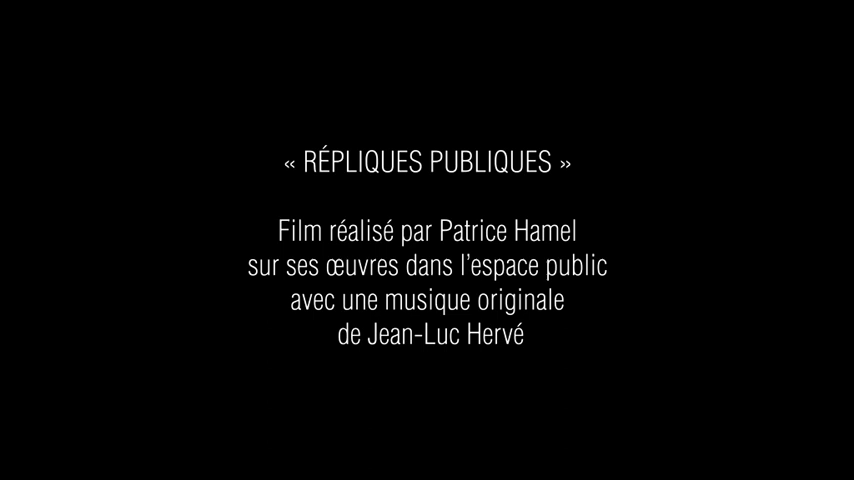 « RÉPLIQUES PUBLIQUES »
Film réalisé par Patrice Hamel
sur ses œuvres dans l’espace public
avec une musique originale
de Jean-Luc Hervé